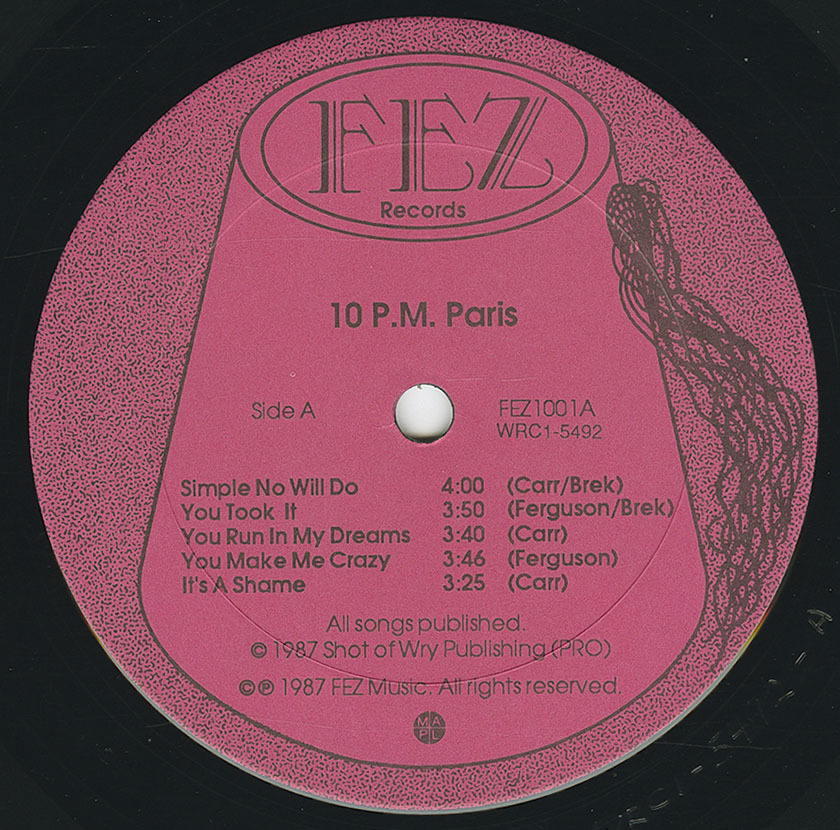 FEZ
Records
10 P.M. Paris
Side A
FEZ1001A
WRC1-5492
Simple No Will Do 4:00 (Carr/Brek)
You Took It 3:50 (Ferguson/Brek)
You Run In My Dreams 3:40 (Carr)
You Make Me Crazy 3:46 (Ferguson)
It's A Shame 3:25 (Carr)
All songs published.
© 1987 Shot of Wry Publishing (PRO)
©℗ 1987 FEZ Music. All rights reserved.
M A
P L